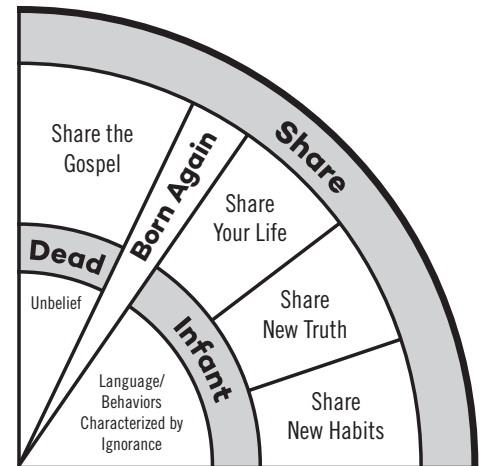 Share
Share the
Gospel
Born Again
Share
Your Life
Dead
Unbelief
Infant
Share
New Truth
Language/
Behaviors
Characterized by
Ignorance
Share
New Habits